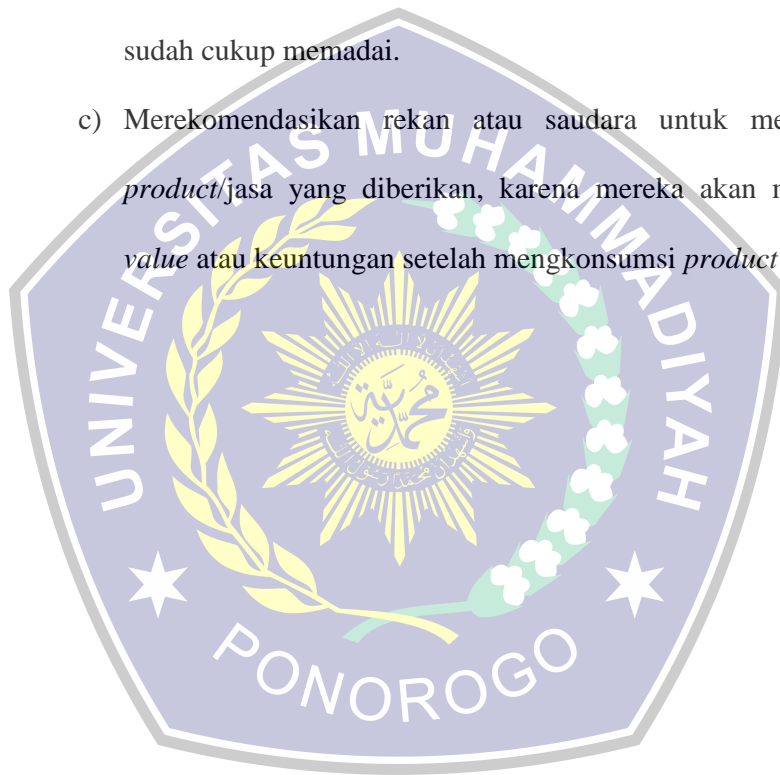 sudah cukup memadai.
c) Merekomendasikan rekan atau saudara untuk me
product/jasa yang diberikan, karena mereka akan
value atau keuntungan setelah mengkonsumsi product
UNIVERSITAS MUHAMMADIYAH
محمدية
PONOROGO